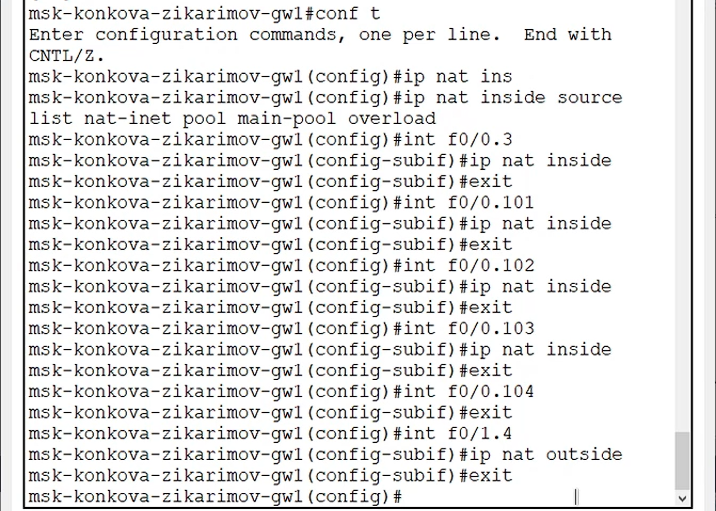 msk-konkova-zikarimov-gw1#conf t
Enter configuration commands, one per line.  End with
CNTL/Z.
msk-konkova-zikarimov-gw1(config)#ip nat ins
msk-konkova-zikarimov-gw1(config)#ip nat inside source
list nat-inet pool main-pool overload
msk-konkova-zikarimov-gw1(config)#int f0/0.3
msk-konkova-zikarimov-gw1(config-subif)#ip nat inside
msk-konkova-zikarimov-gw1(config-subif)#exit
msk-konkova-zikarimov-gw1(config)#int f0/0.101
msk-konkova-zikarimov-gw1(config-subif)#ip nat inside
msk-konkova-zikarimov-gw1(config-subif)#exit
msk-konkova-zikarimov-gw1(config)#int f0/0.102
msk-konkova-zikarimov-gw1(config-subif)#ip nat inside
msk-konkova-zikarimov-gw1(config-subif)#exit
msk-konkova-zikarimov-gw1(config)#int f0/0.103
msk-konkova-zikarimov-gw1(config-subif)#ip nat inside
msk-konkova-zikarimov-gw1(config-subif)#exit
msk-konkova-zikarimov-gw1(config)#int f0/0.104
msk-konkova-zikarimov-gw1(config-subif)#exit
msk-konkova-zikarimov-gw1(config)#int f0/1.4
msk-konkova-zikarimov-gw1(config-subif)#ip nat outside
msk-konkova-zikarimov-gw1(config-subif)#exit
msk-konkova-zikarimov-gw1(config)#